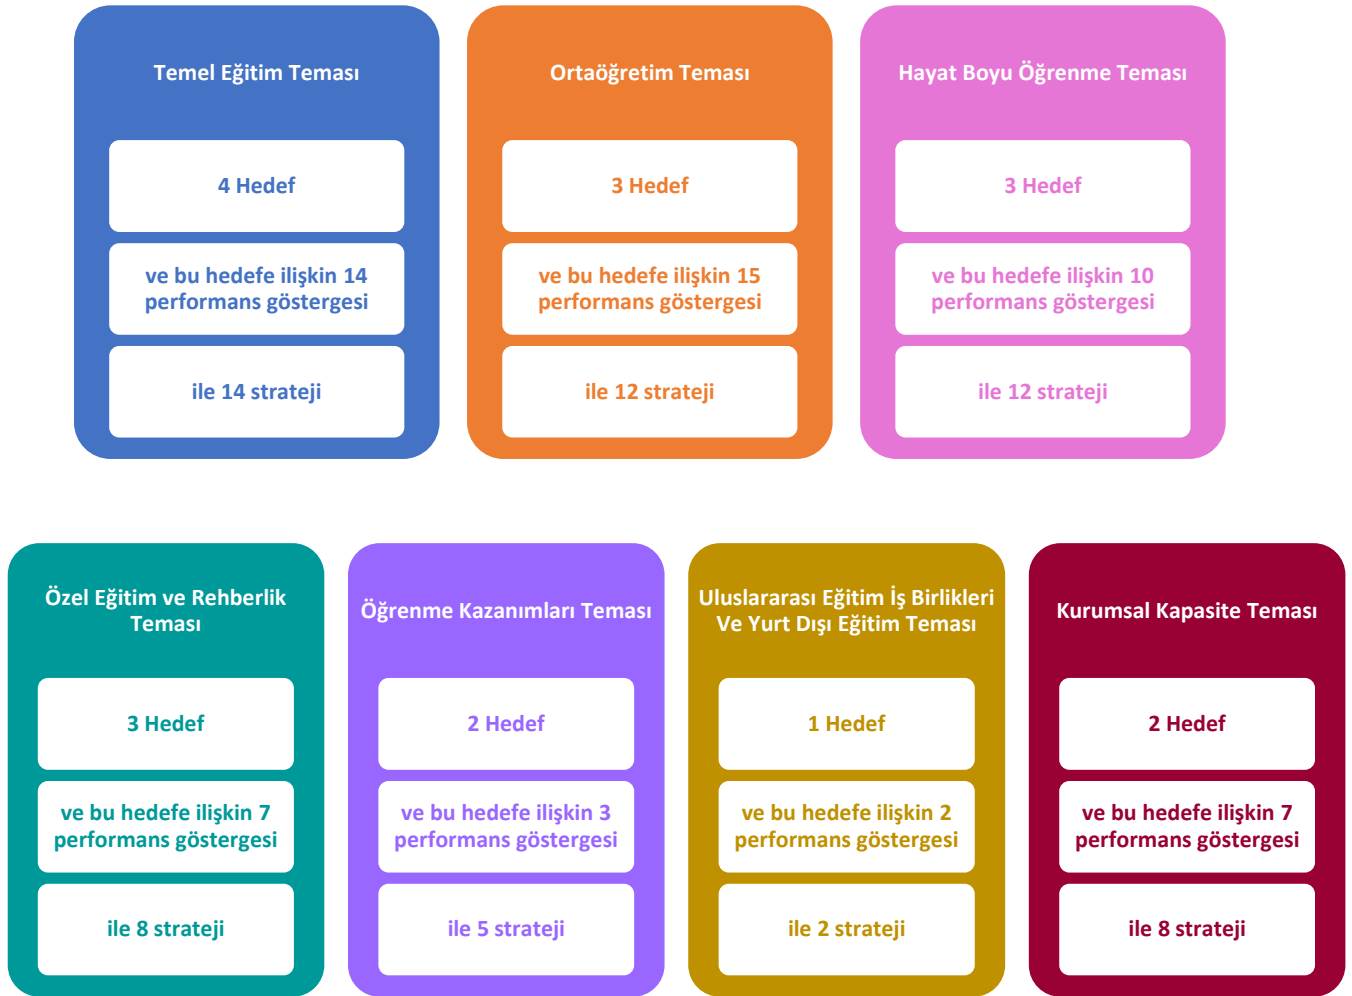 Temel Eğitim Teması
4 Hedef
ve bu hedefe ilişkin 14
performans göstergesi
ile 14 strateji
Ortaöğretim Teması
3 Hedef
ve bu hedefe ilişkin 15
performans göstergesi
ile 12 strateji
Hayat Boyu Öğrenme Teması
3 Hedef
ve bu hedefe ilişkin 10
performans göstergesi
ile 12 strateji
Özel Eğitim ve Rehberlik
Teması
3 Hedef
ve bu hedefe ilişkin 7
performans göstergesi
ile 8 strateji
Öğrenme Kazanımları Teması
2 Hedef
ve bu hedefe ilişkin 3
performans göstergesi
ile 5 strateji
Uluslararası Eğitim İş Birlikleri
Ve Yurt Dışı Eğitim Teması
1 Hedef
ve bu hedefe ilişkin 2
performans göstergesi
ile 2 strateji
Kurumsal Kapasite Teması
2 Hedef
ve bu hedefe ilişkin 7
performans göstergesi
ile 8 strateji